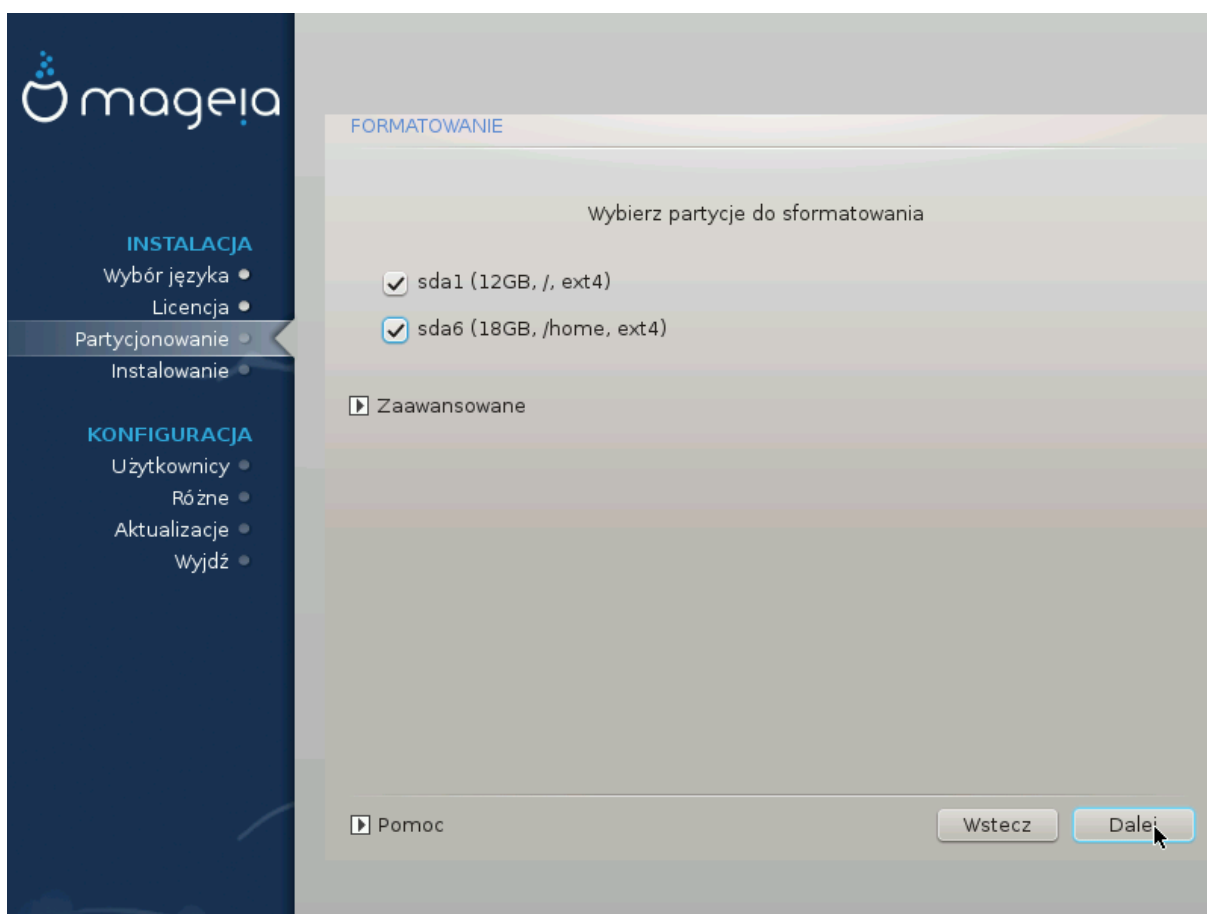 mageia
INSTALACJA
Wybór języka
Licencja
Partycjonowanie
Instalowanie
KONFIGURACJA
Użytkownicy
Różne
Aktualizacje
Wyjdź
FORMATOWANIE
Wybierz partycje do sformatowania
sda1 (12GB, /, ext4)
sda6 (18GB, /home, ext4)
Zaawansowane
Pomoc
Wstecz
Dalej